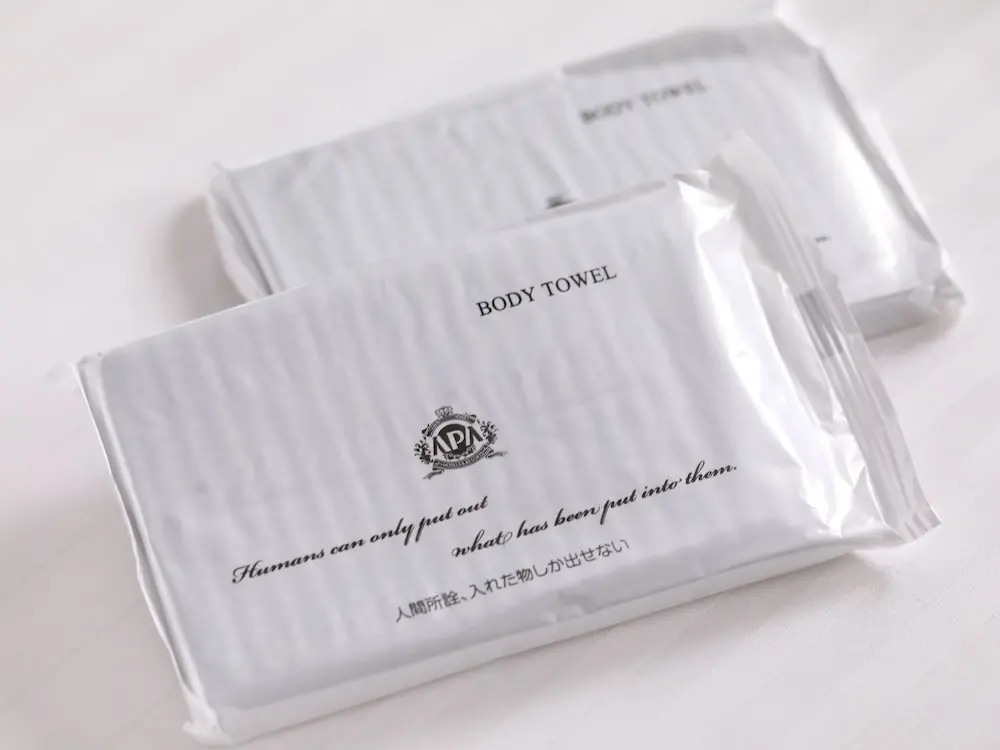 BODY TOWEL
BODY TOWEL
APA
Humans can only put out
what has been put into them.
人間所詮、入れた物しか出せない